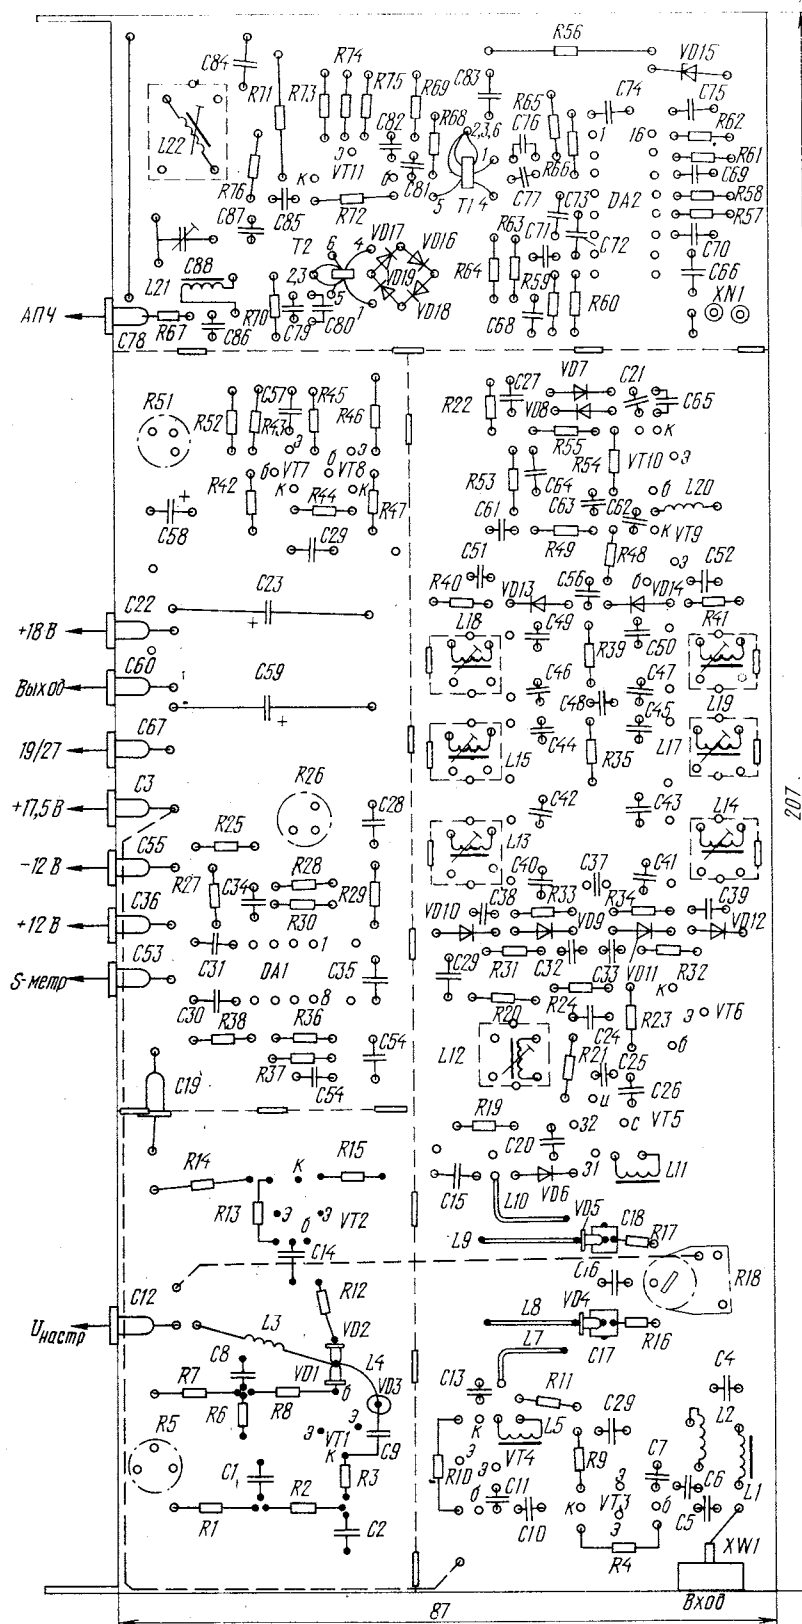 R56
C84
R74
VD15
R71
R73
R75
R69
C83
C74
C75
R68
R65
C76
C82
2,3,6
1
16
R62
L22
Э
VT11
1
R66
R61
C69
R76
К
б
C81
R58
C87
C85
R72
5
T1
4
C77
C73
DA2
R57
C71
C72
C70
T2
6
4
VD17
VD16
R63
L21
C88
2,3
VD19
R64
R59
C66
АПЧ
5
VD18
R60
XN1
C78
R67
C86
R70
C79
C80
1
C68
R51
C57
R45
VD7
C21
R52
R43
R46
R22
C27
VD8
C65
Э
б
Э
R55
К
б
VT7
VT8
R54
VT10
Э
R42
К
К
R53
б
L20
R44
R47
C64
C58
+
C61
C63
C62
К
VT9
C29
R49
R48
C51
Э
C52
C23
R40
VD13
C56
б
VD14
C22
+
L18
C49
R41
+18 В
C50
R39
C60
C59
C46
C47
Выход
+
C48
L19
C67
C45
19/27
L15
C44
L17
C3
R26
R35
+17,5 В
C28
C42
C43
L14
R25
L13
C55
-12 В
R27
C34
R28
R29
C40
C37
C41
C36
R30
C38
R33
R34
C39
+12 В
VD10
VD9
VD12
C53
C31
DA1
1
C35
R31
C32
C33
VD11
R32
S-метр
C29
C30
8
R20
R24
К
R38
R36
C54
C24
R23
Э
VT6
L12
R21
б
C19
R37
C54
C25
C26
и
R19
32
с
VT5
C20
R14
К
R15
31
L11
C15
L10
VD6
R13
Э
Э
VT2
VD5
C18
б
L9
R17
C14
C16
R18
R12
C12
L3
L8
VD4
Uнастр
VD2
L7
C17
R16
C8
VD1
L4
R7
б
VD3
C13
R11
C4
R6
R8
R5
Э
К
L5
C29
L2
VT1
Э
VT4
C9
К
R10
Э
R9
C7
C1
R3
Э
C6
L1
R2
б
C11
К
VT3
б
C5
R1
C10
Э
C2
R4
XW1
Вход
87
207